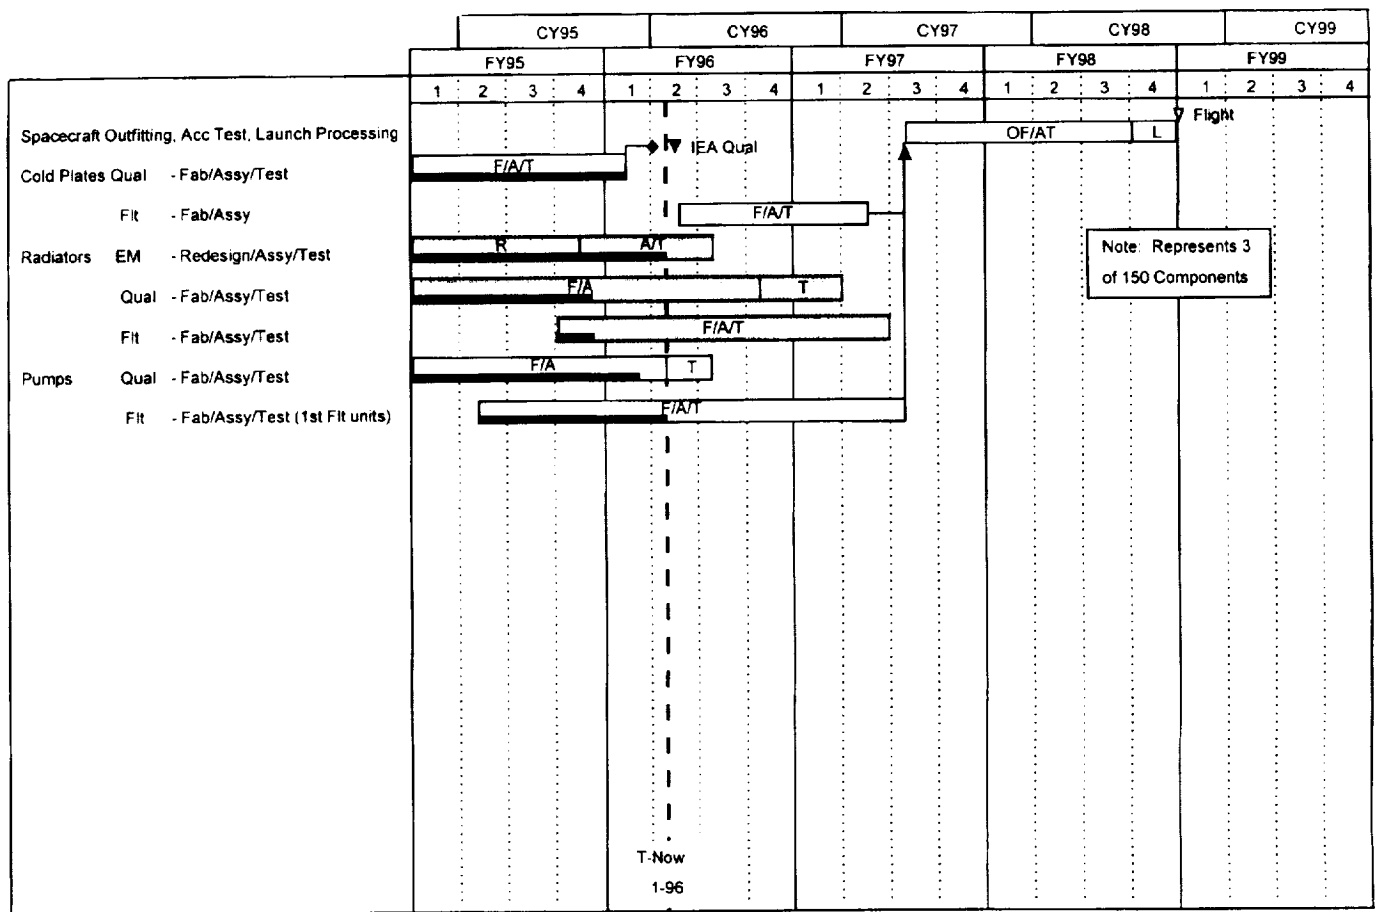 CY95 CY96 CY97 CY98 CY99
FY95 FY96 FY97 FY98 FY99
1 2 3 4 1 2 3 4 1 2 3 4 1 2 3 4 1 2 3 4
Flight
Spacecraft Outfitting, Acc Test, Launch Processing OF/AT L
IEA Qual
Cold Plates Qual - Fab/Assy/Test F/A/T
Flt - Fab/Assy F/A/T
Radiators EM - Redesign/Assy/Test R A/T
Note: Represents 3
of 150 Components
Qual - Fab/Assy/Test F/A T
Flt - Fab/Assy/Test F/A/T
Pumps Qual - Fab/Assy/Test F/A T
Flt - Fab/Assy/Test (1st Flt units) F/A/T
T-Now
1-96